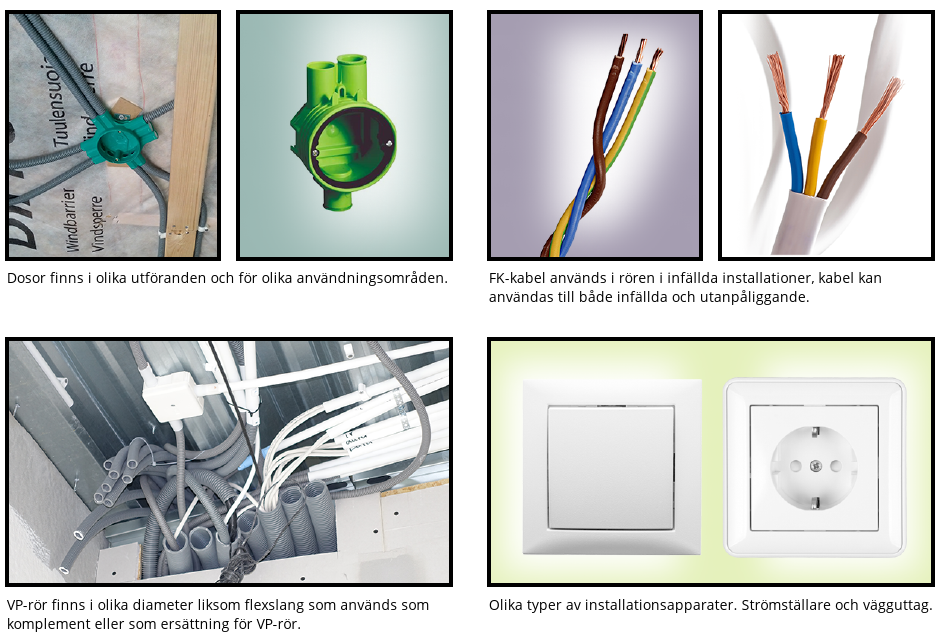 Tuulensuoja
Windbarrier
Vindsperre
Dosor finns i olika utföranden och för olika användningsområden.
FK-kabel används i rören i infällda installationer, kabel kan
användas till både infällda och utanpåliggande.
VP-rör finns i olika diameter liksom flexslang som används som
komplement eller som ersättning för VP-rör.
Olika typer av installationsapparater. Strömställare och vägguttag.